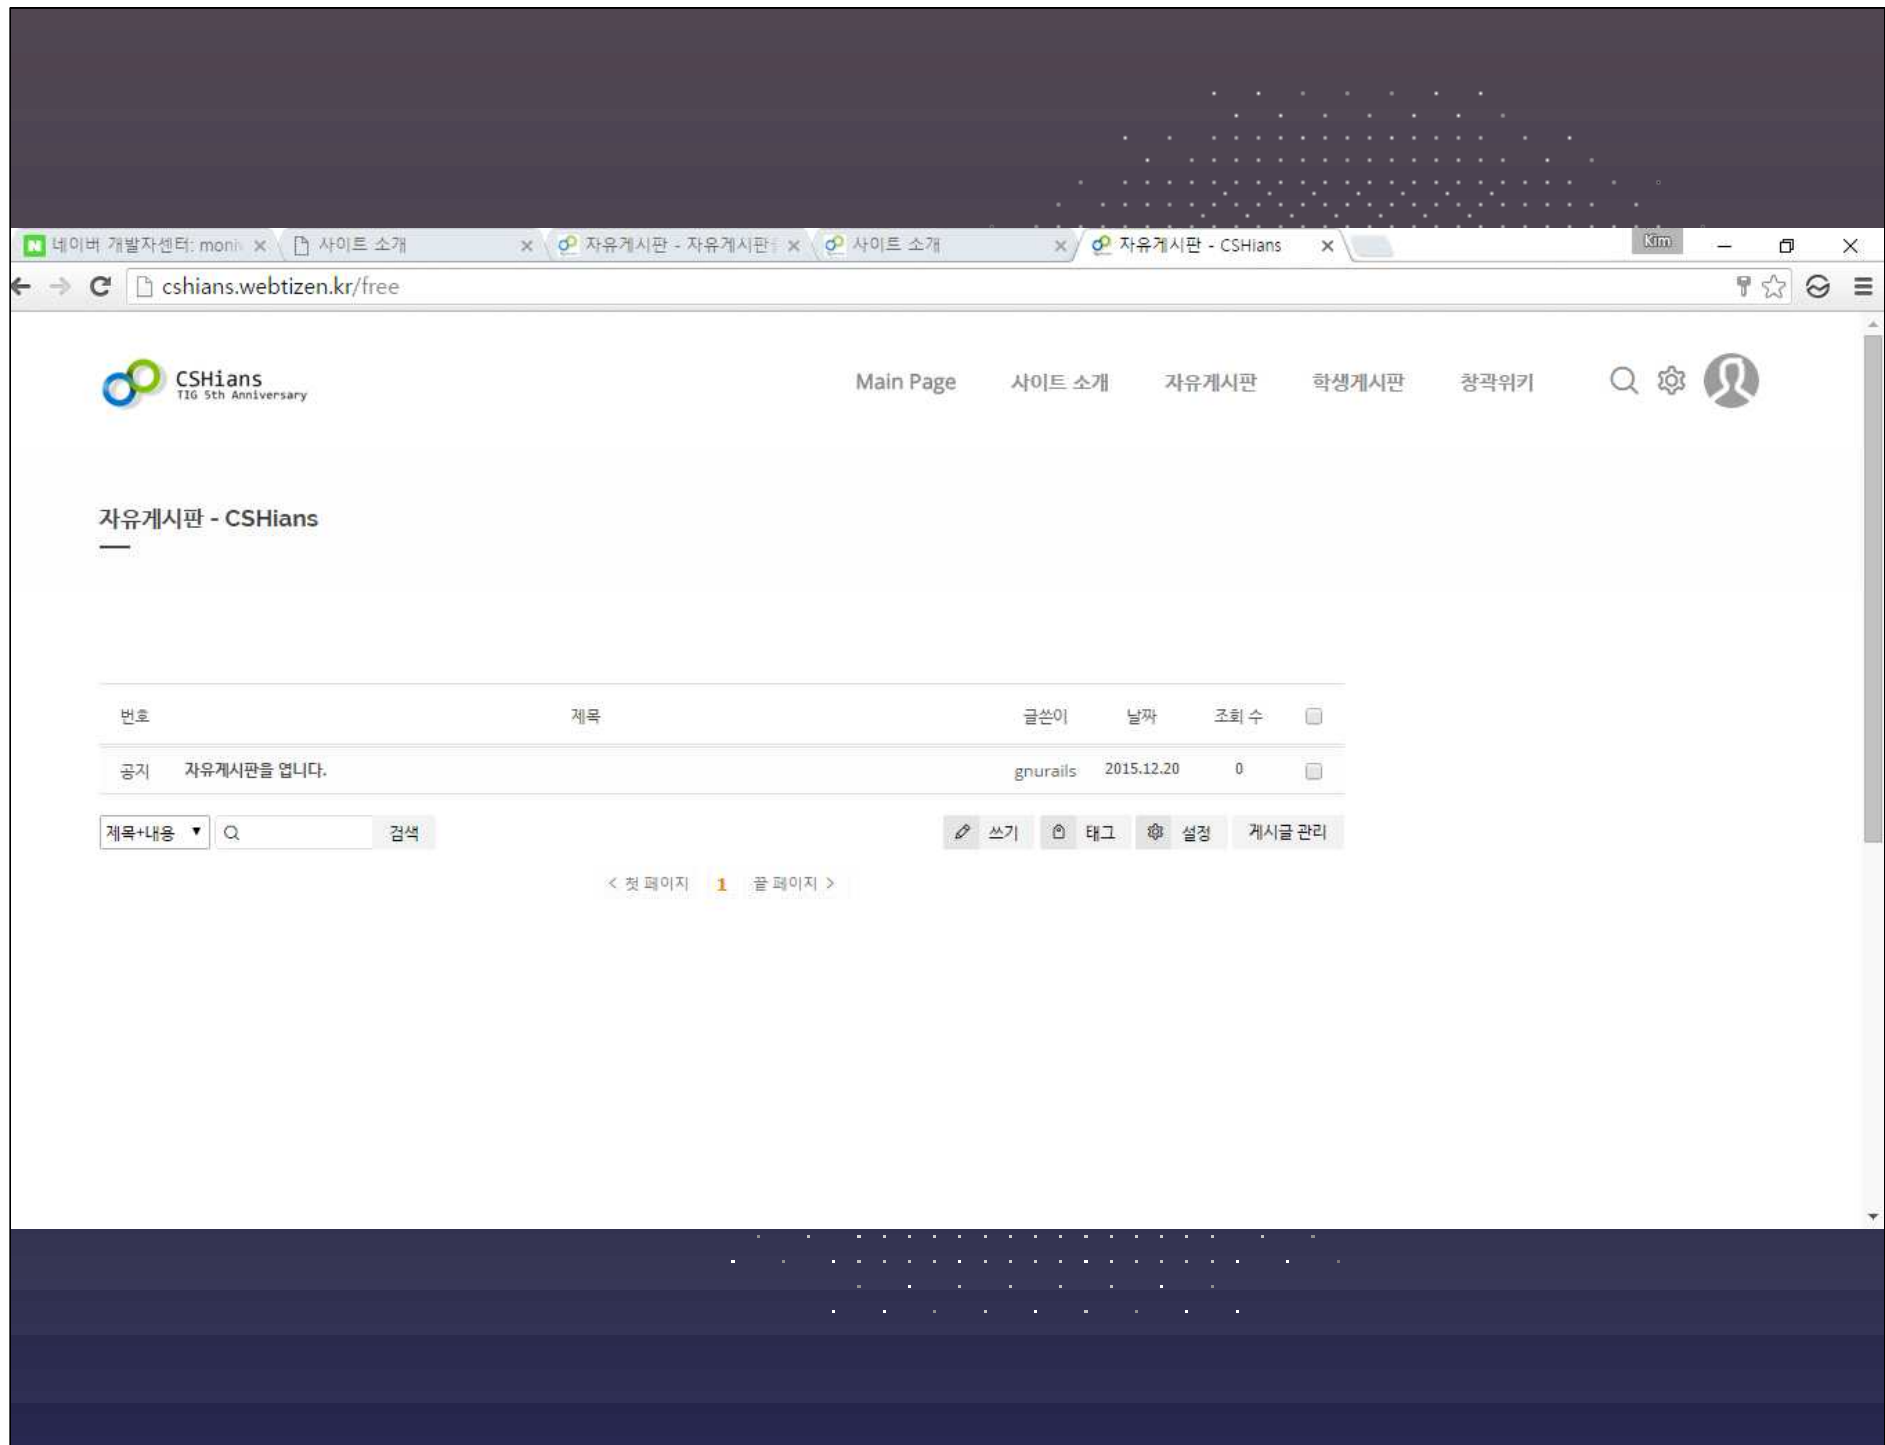 네이버 개발자센터: moni 사이트 소개 자유게시판 - 자유게시판 사이트 소개 자유게시판 - CSHians Kim
cshians.webtizen.kr/free
CSHians
TIG 5th Anniversary
Main Page 사이트 소개 자유게시판 학생게시판 창곽위키
자유게시판 - CSHians
번호 제목 글쓴이 날짜 조회 수
공지 자유게시판을 엽니다. gnurails 2015.12.20 0
제목+내용 검색 쓰기 태그 설정 게시글 관리
< 첫 페이지 1 끝 페이지 >